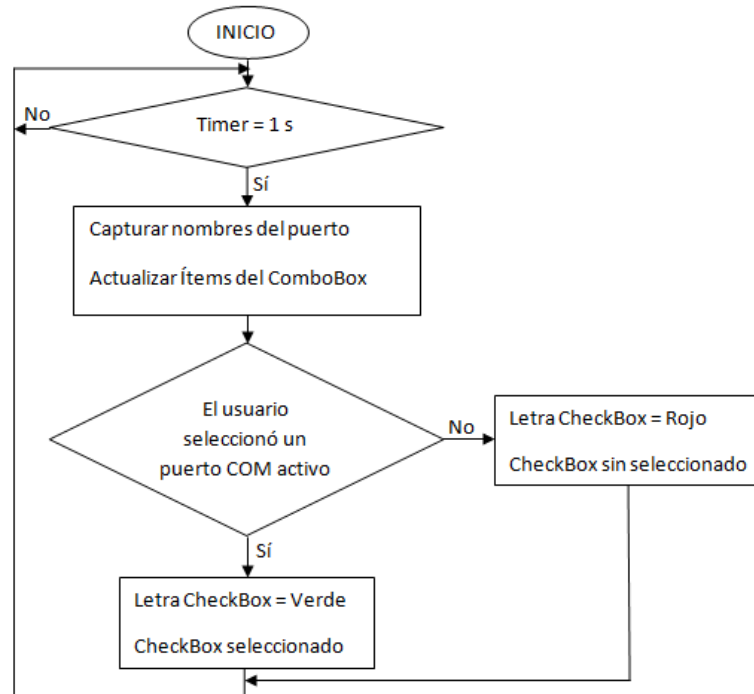 INICIO
No
Timer = 1 s
Sí
Capturar nombres del puerto
Actualizar Ítems del ComboBox
El usuario
seleccionó un
puerto COM activo
No
Letra CheckBox = Rojo
CheckBox sin seleccionado
Sí
Letra CheckBox = Verde
CheckBox seleccionado